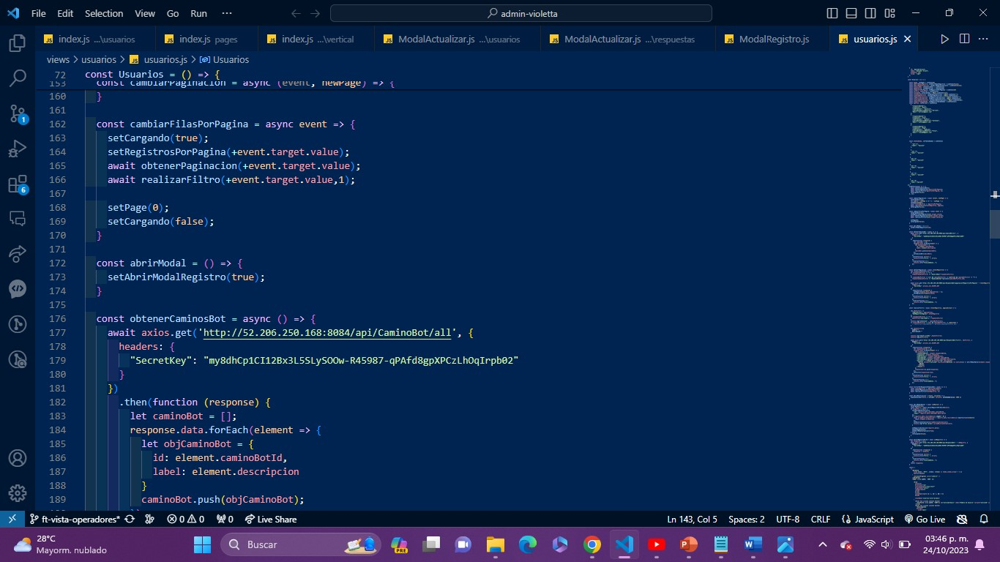 File Edit Selection View Go Run ··· admin-violetta
index.js ...\usuarios index.js pages index.js ...\vertical ModalActualizar.js ...\usuarios ModalActualizar.js ...\respuestas ModalRegistro.js usuarios.js
views > usuarios > usuarios.js > Usuarios
72 const Usuarios = () => {
153 const cambiarPaginacion = async (event, newPage) => {
160 }
161
162 const cambiarFilasPorPagina = async event => {
163 setCargando(true);
164 setRegistrosPorPagina(+event.target.value);
165 await obtenerPaginacion(+event.target.value);
166 await realizarFiltro(+event.target.value,1);
167
168 setPage(0);
169 setCargando(false);
170 }
171
172 const abrirModal = () => {
173 setAbrirModalRegistro(true);
174 }
175
176 const obtenerCaminosBot = async () => {
177 await axios.get('http://52.206.250.168:8084/api/CaminoBot/all', {
178 headers: {
179 "SecretKey": "my8dhCp1CI12Bx3L5SLySOOw-R45987-qPAfd8gpXPCzLhOqIrpb02"
180 }
181 })
182 .then(function (response) {
183 let caminoBot = [];
184 response.data.forEach(element => {
185 let objCaminoBot = {
186 id: element.caminoBotId,
187 label: element.descripcion
188 }
189 caminoBot.push(objCaminoBot);
1
6
ft-vista-operadores* 0 0 0 Live Share Ln 143, Col 5 Spaces: 2 UTF-8 CRLF JavaScript Go Live
28°C
Mayorm. nublado
Buscar
PRE
03:46 p. m.
24/10/2023